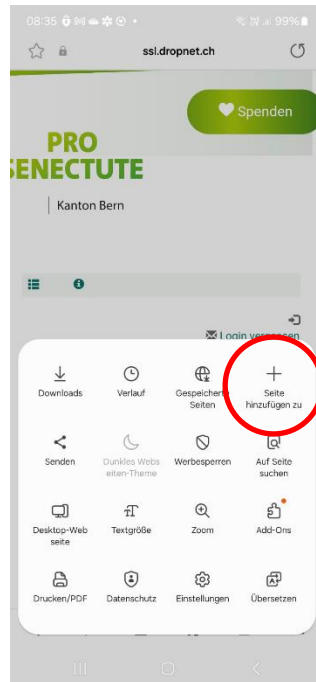 08:35
99%
ssl.dropnet.ch
Spenden
PRO
SENECTUTE
Kanton Bern
Login vergessen
Downloads
Verlauf
Gespeicherte
Seiten
Seite
hinzufügen zu
Senden
Dunkles Webs
eiten-Theme
Werbesperren
Auf Seite
suchen
Desktop-Web
seite
Textgröße
Zoom
Add-Ons
Drucken/PDF
Datenschutz
Einstellungen
Übersetzen